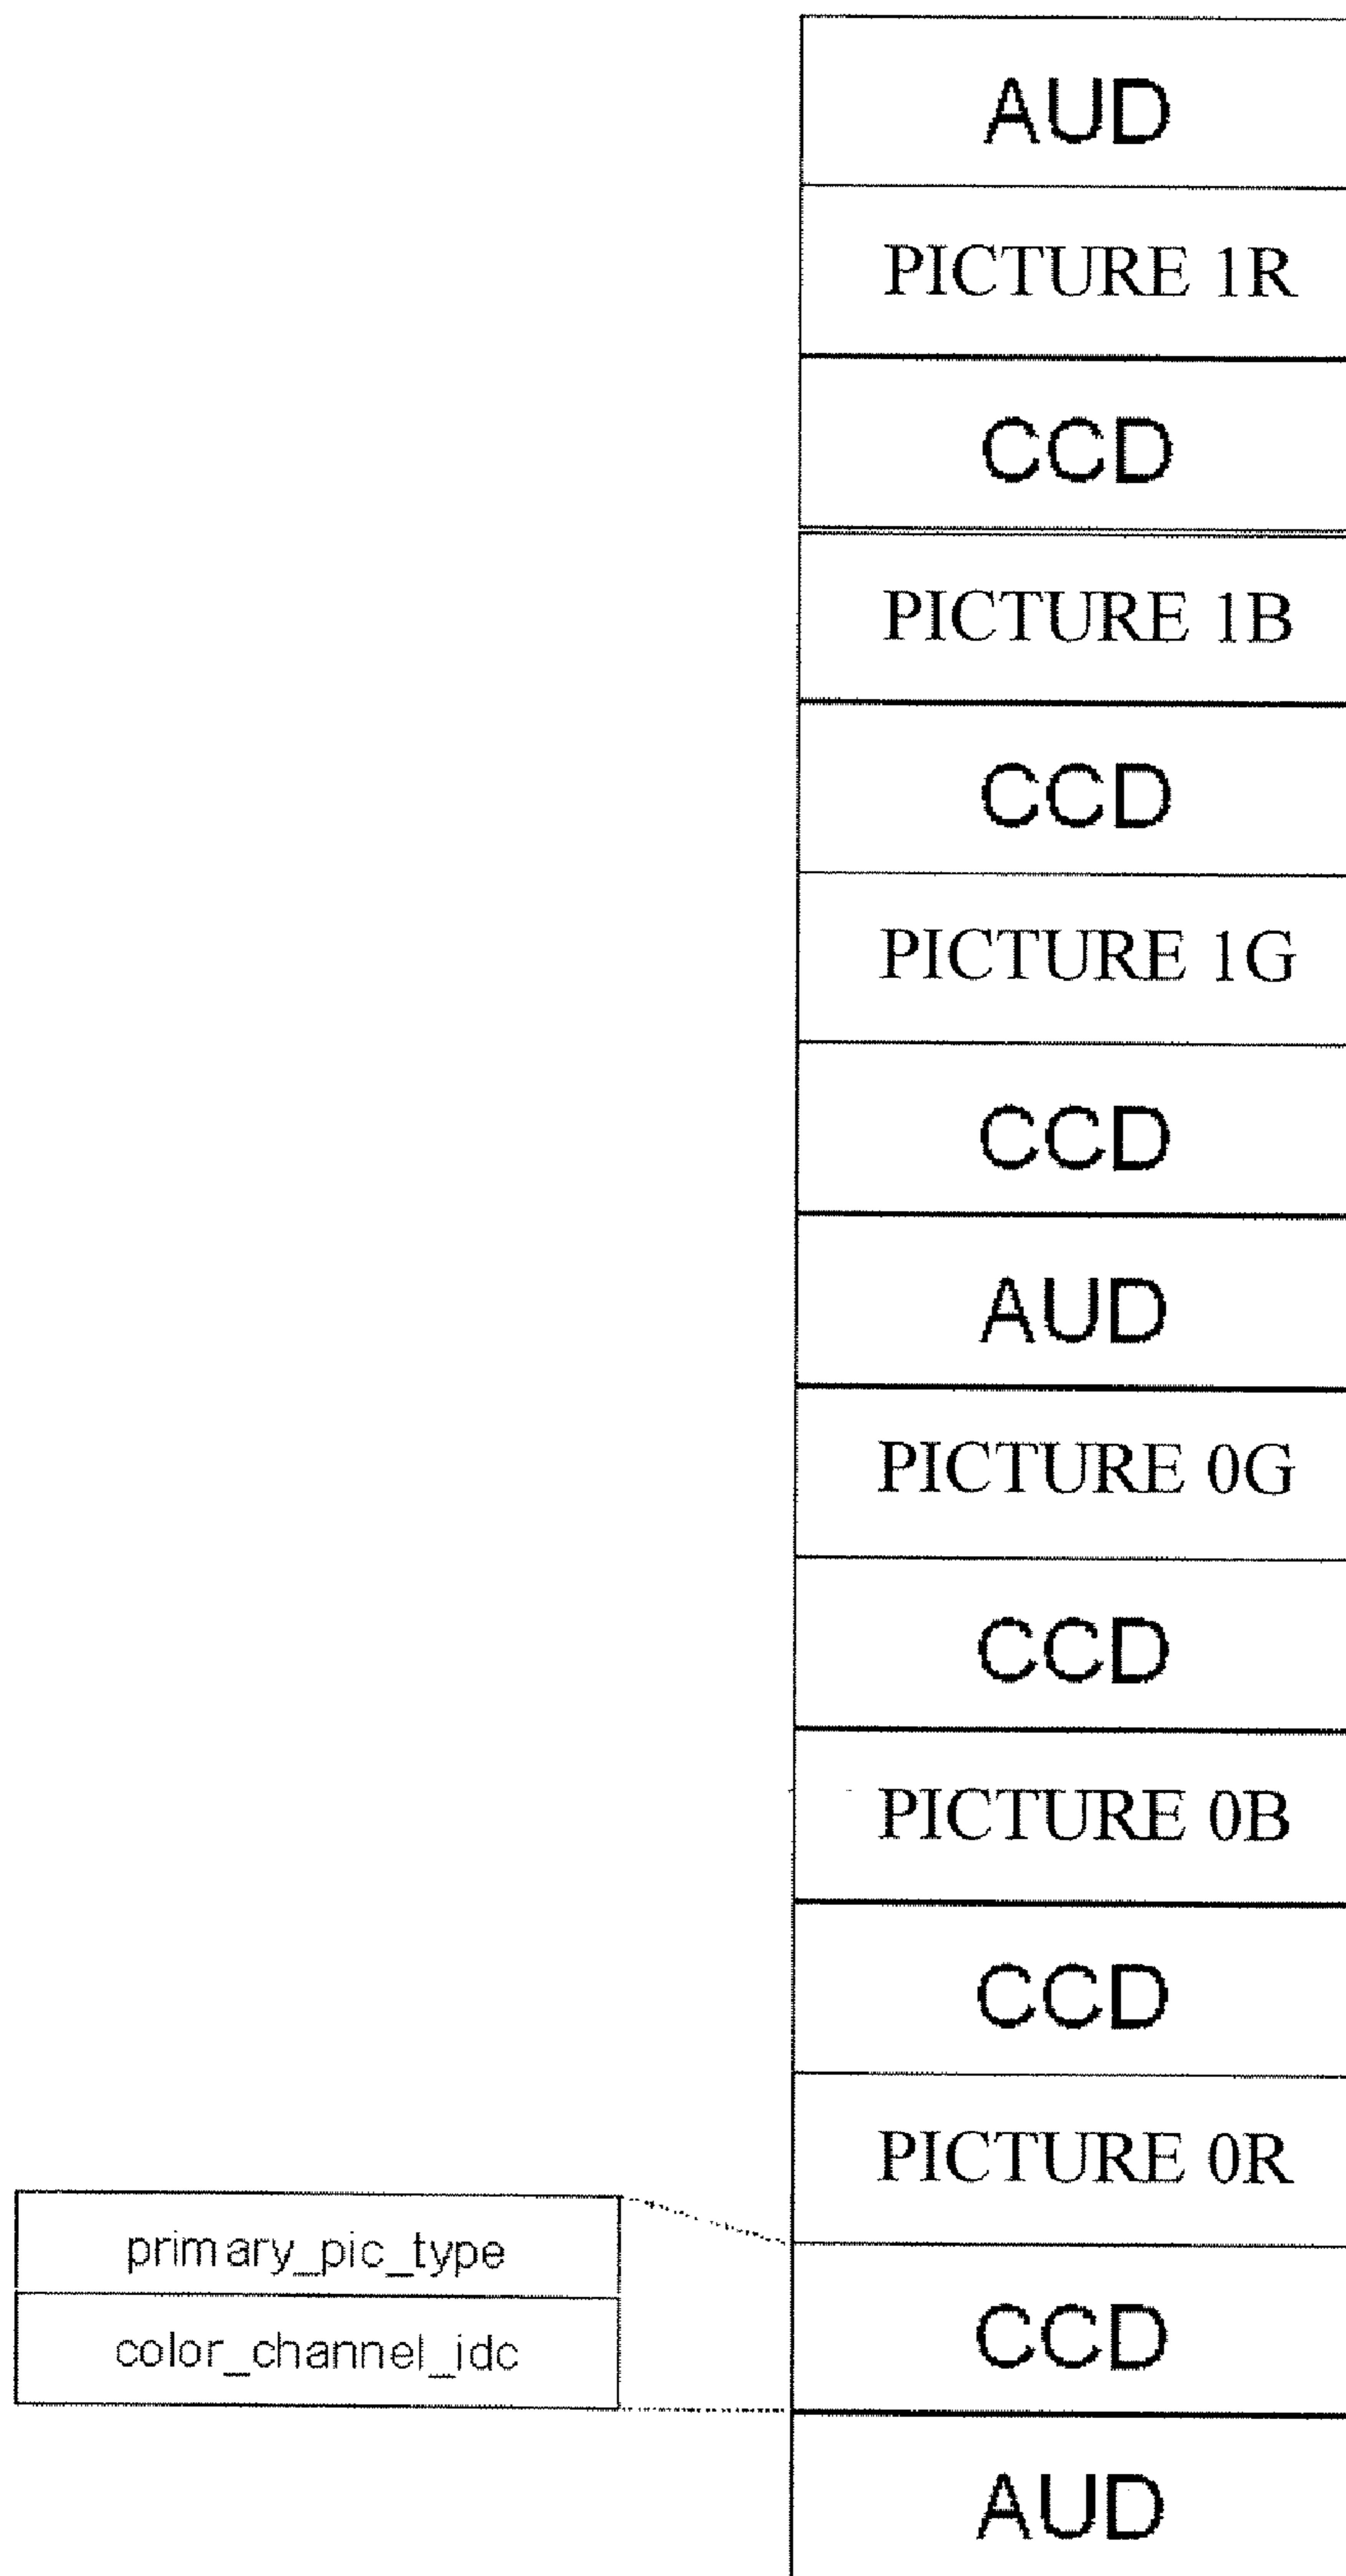 AUD
PICTURE 1R
CCD
PICTURE 1B
CCD
PICTURE 1G
CCD
AUD
PICTURE 0G
CCD
PICTURE 0B
CCD
PICTURE 0R
primary_pic_type
color_channel_idc
CCD
AUD